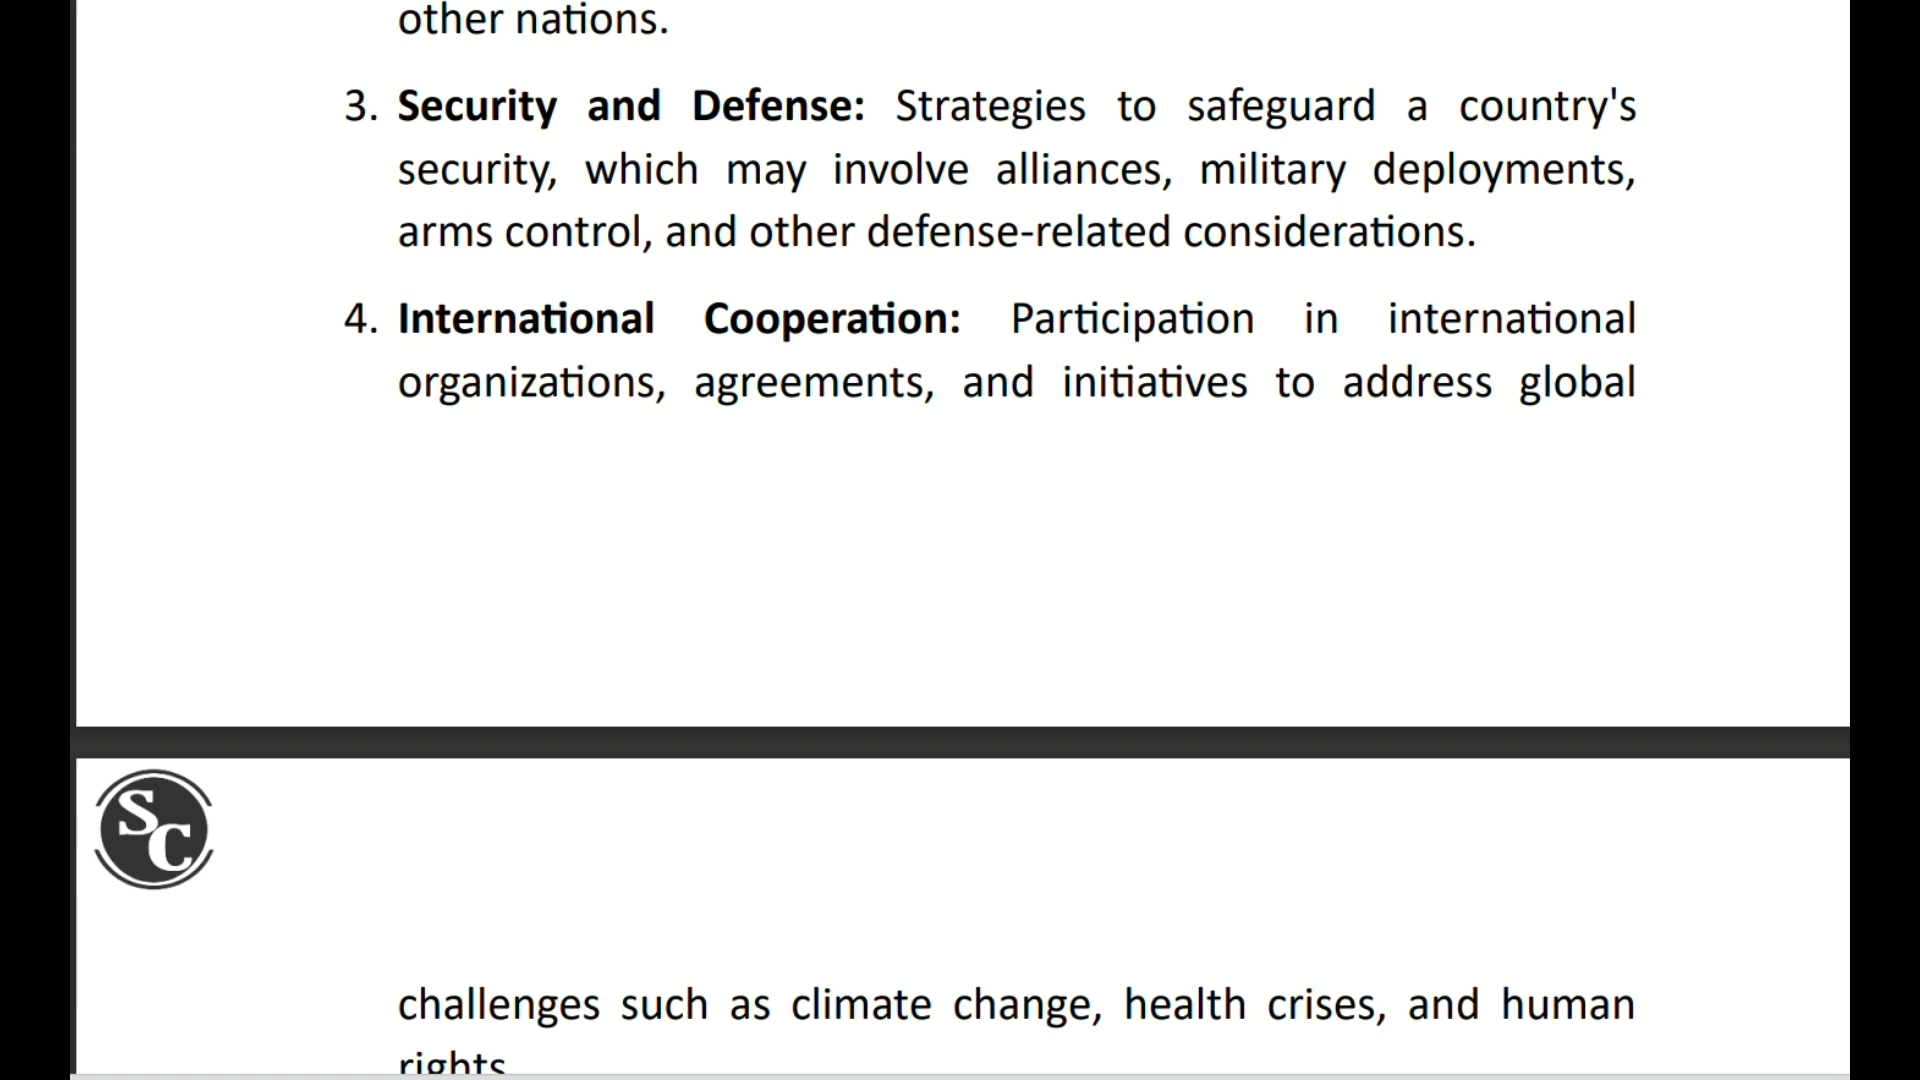 other nations.
3. Security and Defense: Strategies to safeguard a country's
security, which may involve alliances, military deployments,
arms control, and other defense-related considerations.
4. International Cooperation: Participation in international
organizations, agreements, and initiatives to address global
SC
challenges such as climate change, health crises, and human
rights